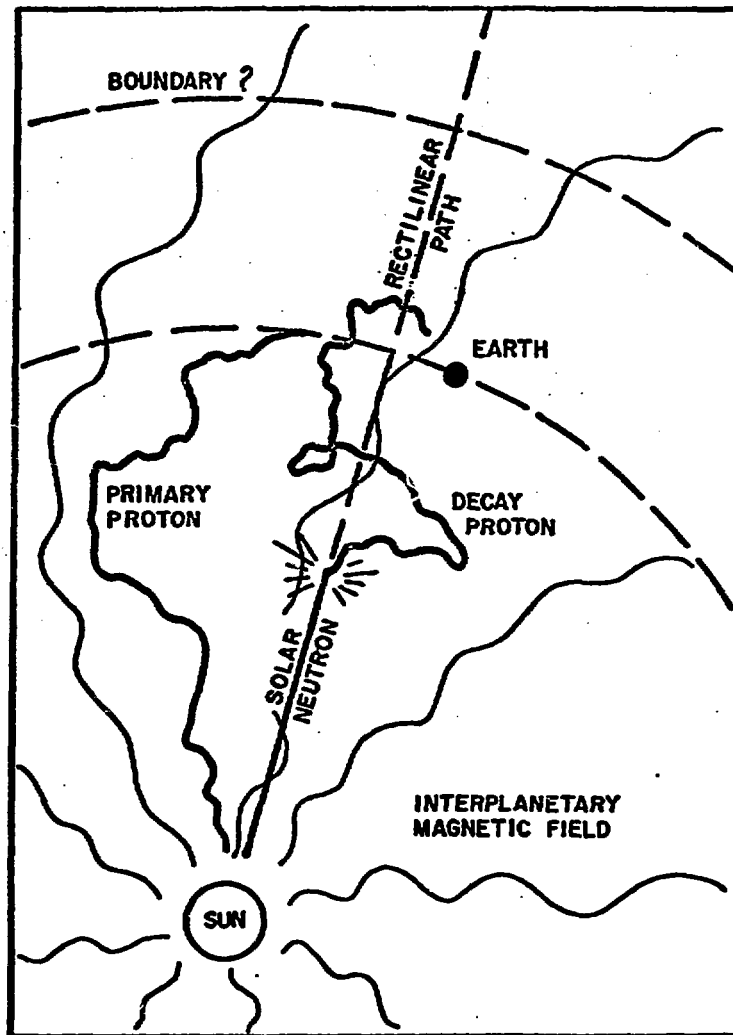 BOUNDARY ?
RECTILINEAR
PATH
EARTH
PRIMARY
PROTON
DECAY
PROTON
SOLAR
NEUTRON
INTERPLANETARY
MAGNETIC FIELD
SUN